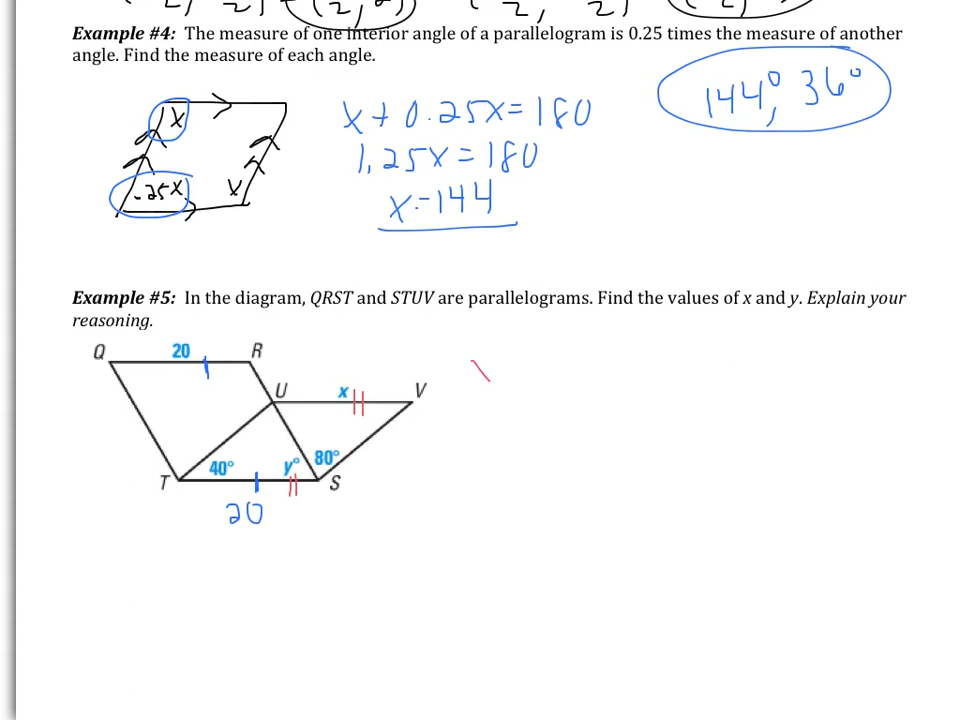 Example #4: The measure of one interior angle of a parallelogram is 0.25 times the measure of another
angle. Find the measure of each angle.
144°, 36°
x
.25x
x
x + 0.25x = 180
1.25x = 180
x = 144
Example #5: In the diagram, QRST and STUV are parallelograms. Find the values of x and y. Explain your
reasoning.
Q 20 R
U x V
40° y° 80°
T S
20